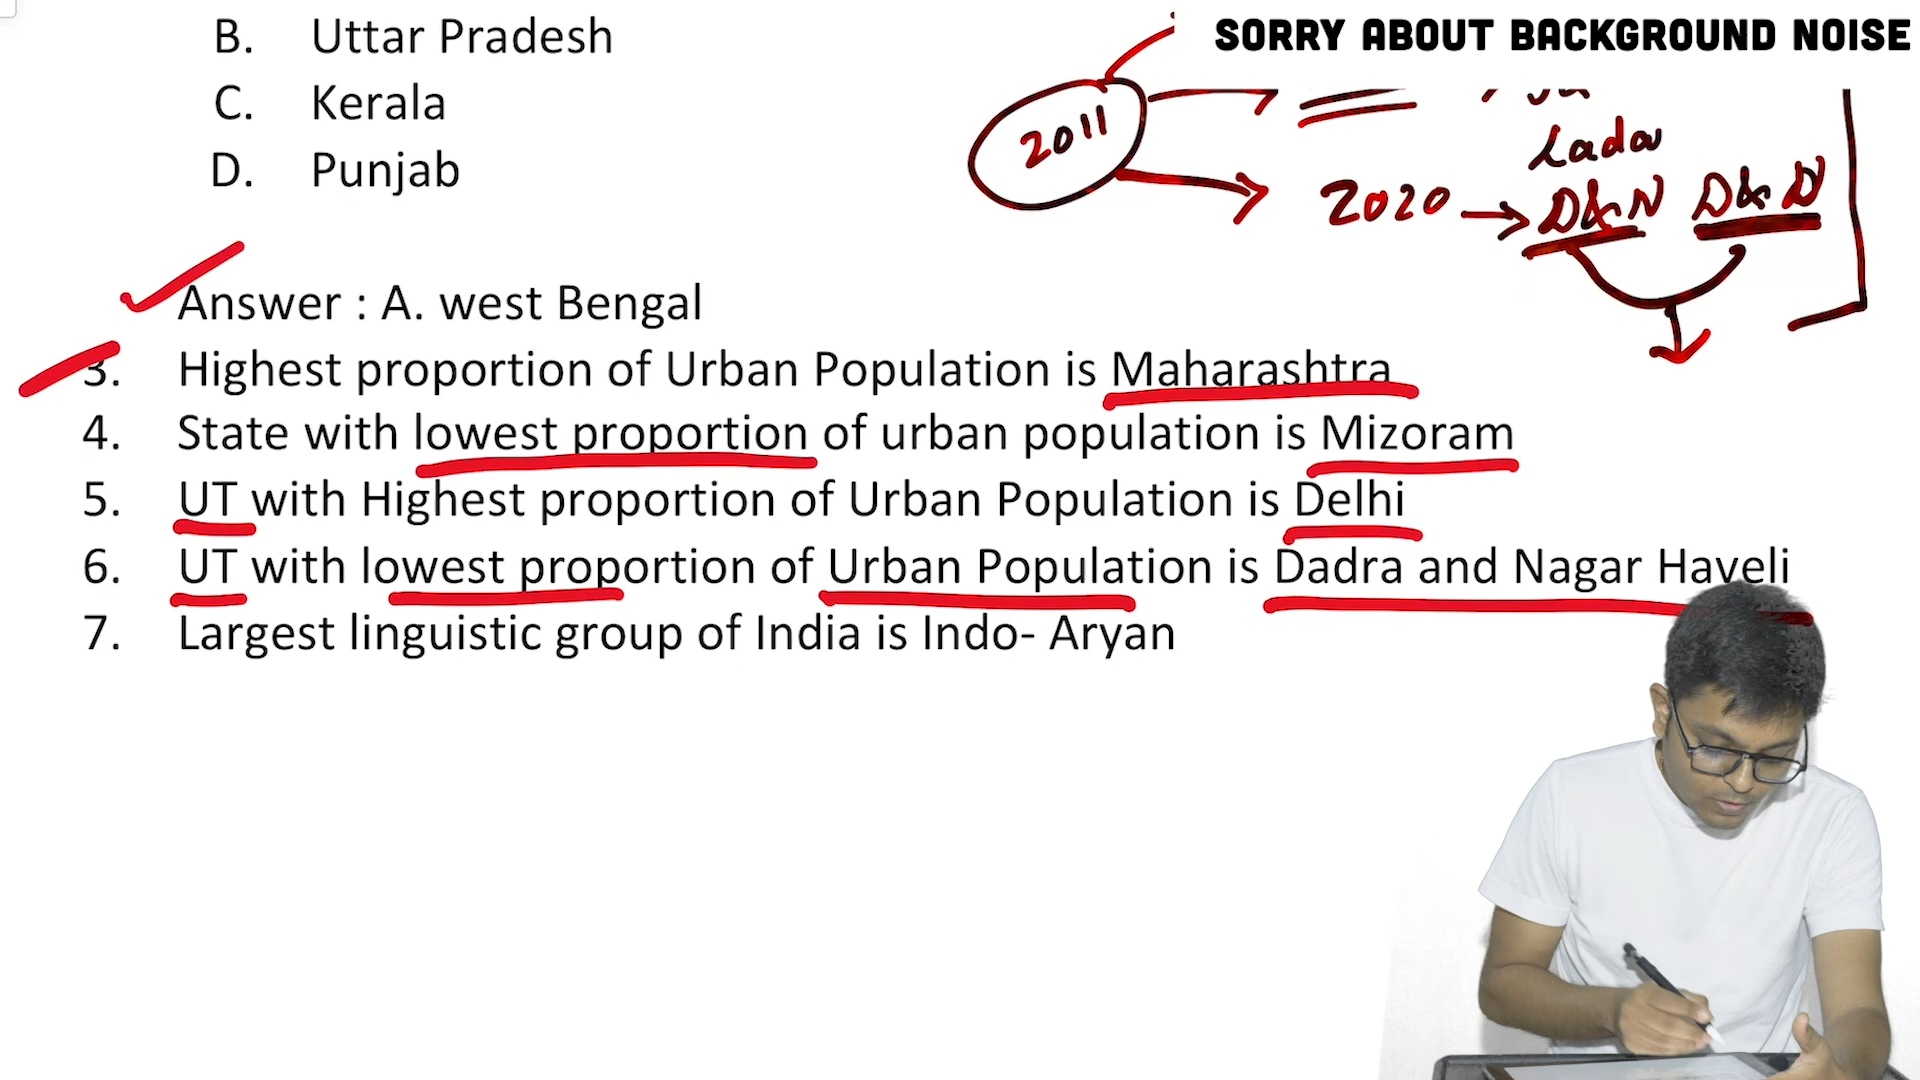 SORRY ABOUT BACKGROUND NOISE
B. Uttar Pradesh
C. Kerala
D. Punjab
2011
2020 → D&N D&D
Answer : A. west Bengal
3. Highest proportion of Urban Population is Maharashtra
4. State with lowest proportion of urban population is Mizoram
5. UT with Highest proportion of Urban Population is Delhi
6. UT with lowest proportion of Urban Population is Dadra and Nagar Haveli
7. Largest linguistic group of India is Indo- Aryan